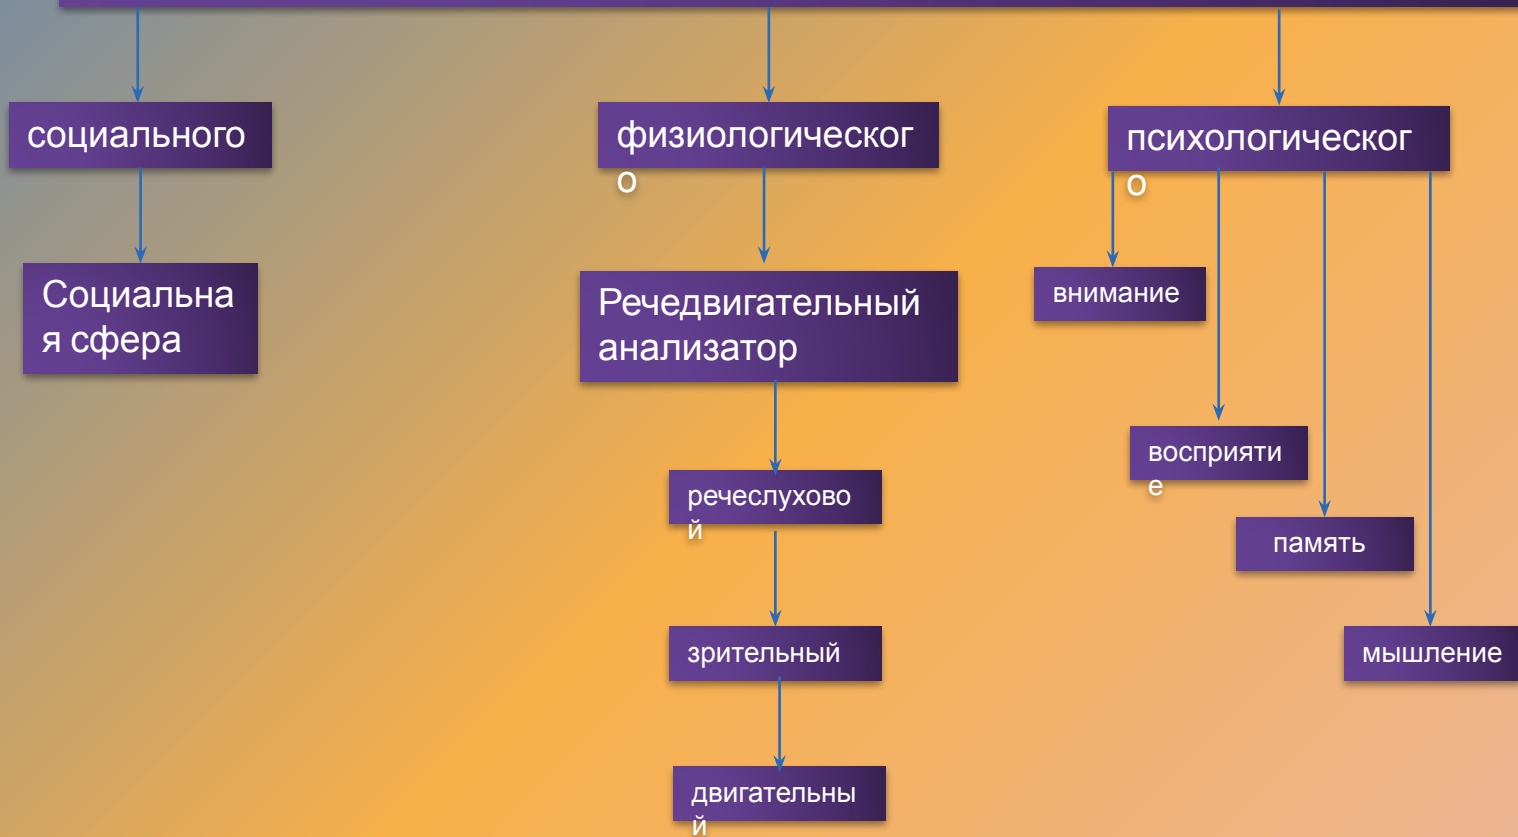 социального
физиологическог
о
психологическог
о
Социальна
я сфера
Речедвигательный
анализатор
внимание
восприяти
е
речеслухово
й
память
зрительный
мышление
двигательны
й